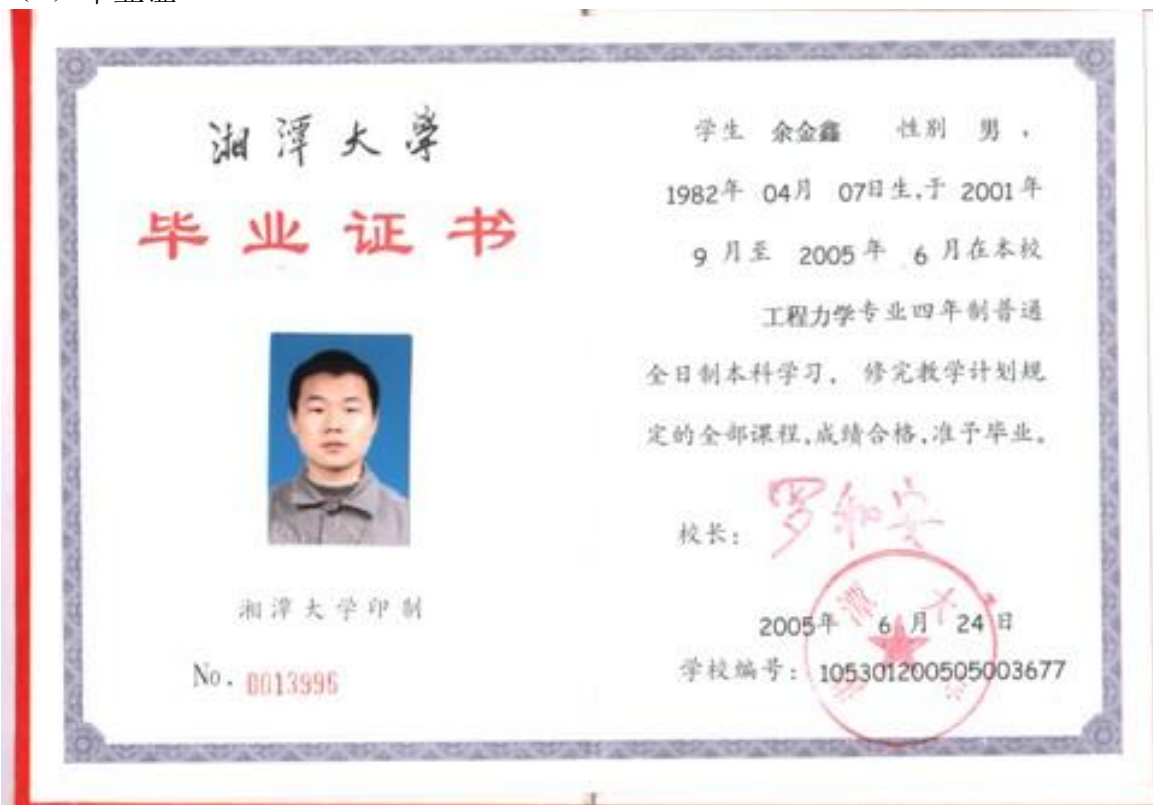 湘潭大学
毕业证书
湘潭大学印制
No. 0013996
学生 余金鑫 性别 男，
1982年 04月 07日生,于 2001年
9月至 2005年 6月在本校
工程力学专业四年制普通
全日制本科学习, 修完教学计划规
定的全部课程,成绩合格,准予毕业。
校长: 罗和安
2005年 6月 24日
学校编号: 105301200505003677